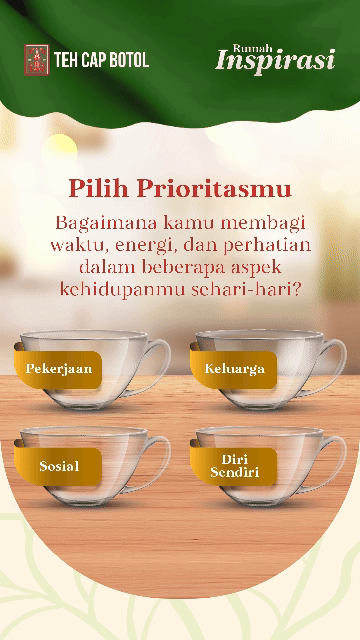 TEH CAP BOTOL
Rumah
Inspirasi
Pilih Prioritasmu
Bagaimana kamu membagi
waktu, energi, dan perhatian
dalam beberapa aspek
kehidupanmu sehari-hari?
Pekerjaan
Keluarga
Sosial
Diri
Sendiri